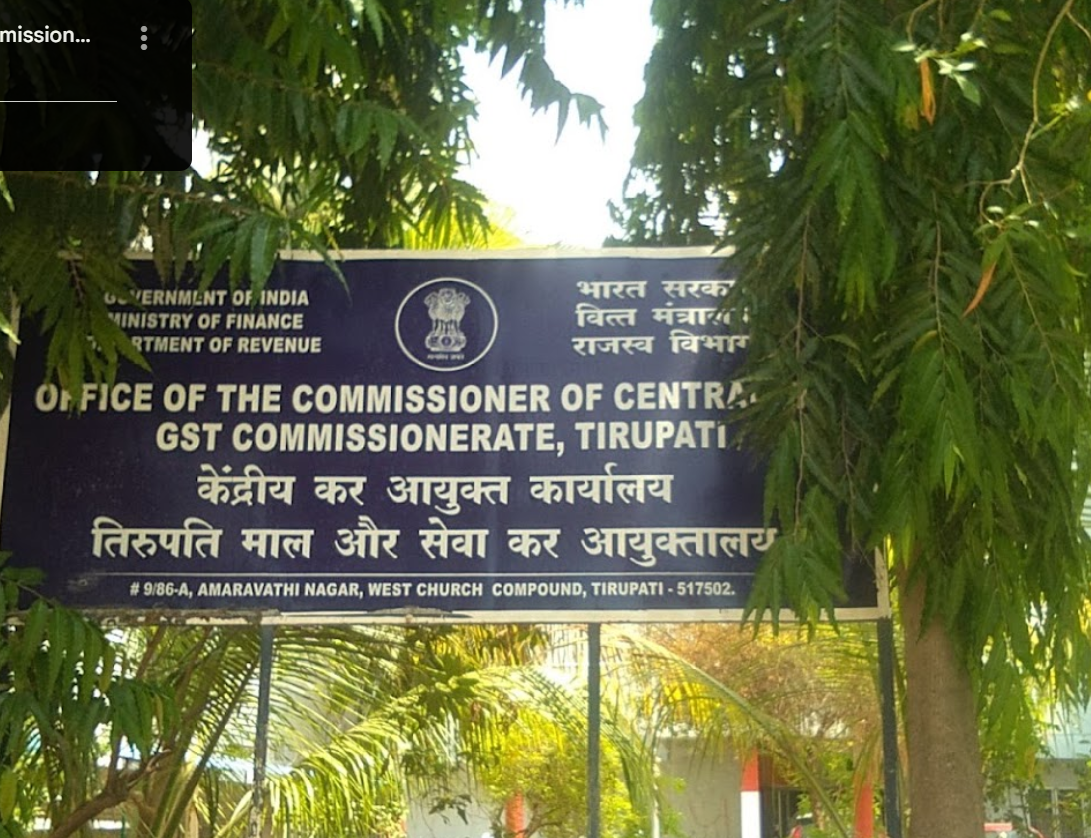 mission...
GOVERNMENT OF INDIA
MINISTRY OF FINANCE
DEPARTMENT OF REVENUE
भारत सरकार
वित्त मंत्रालय
राजस्व विभाग
OFFICE OF THE COMMISSIONER OF CENTRAL
GST COMMISSIONERATE, TIRUPATI
केंद्रीय कर आयुक्त कार्यालय
तिरुपति माल और सेवा कर आयुक्तालय
# 9/86-A, AMARAVATHI NAGAR, WEST CHURCH COMPOUND, TIRUPATI - 517502.